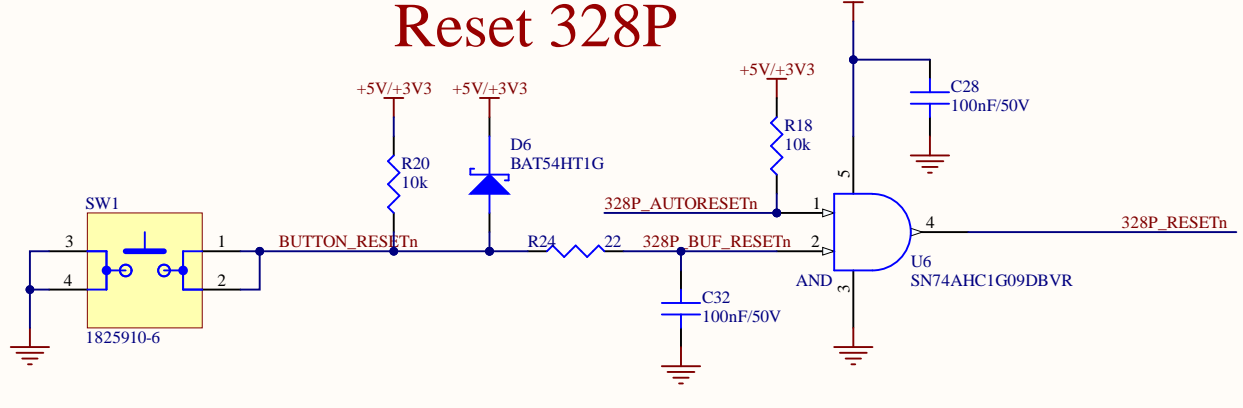 Reset 328P
+5V/+3V3
+5V/+3V3
+5V/+3V3
C28
100nF/50V
R18
10k
D6
BAT54HT1G
R20
10k
5
SW1
328P_AUTORESETn
1
4
328P_RESETn
3
1
BUTTON_RESETn
R24
22
328P_BUF_RESETn
2
U6
SN74AHC1G09DBVR
4
2
AND
3
C32
100nF/50V
1825910-6